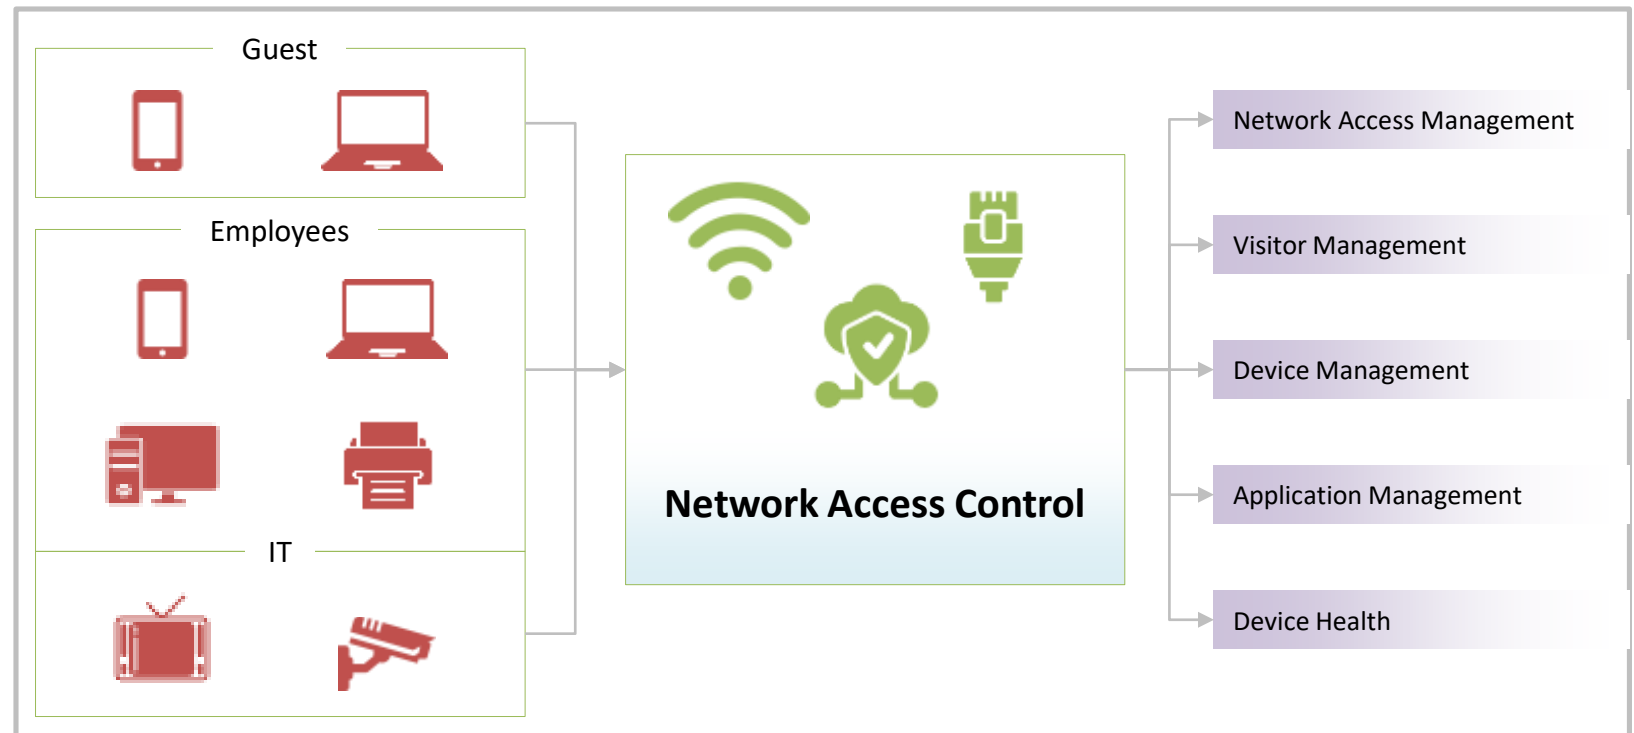 Guest
Employees
IT
Network Access Control
Network Access Management
Visitor Management
Device Management
Application Management
Device Health